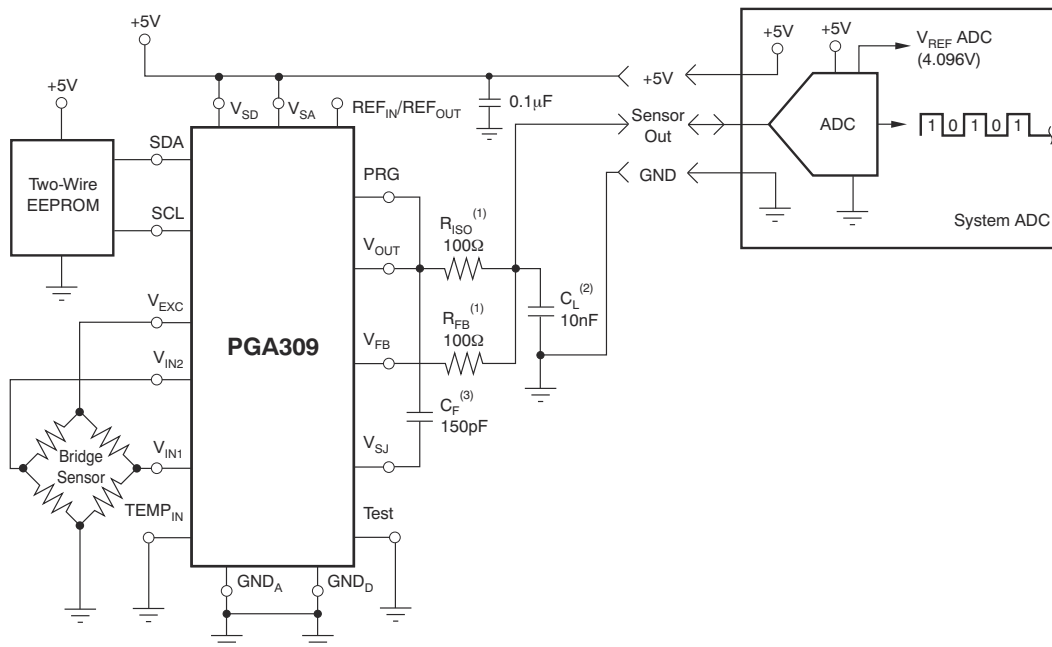 +5V
+5V
+5V
V_REF ADC
(4.096V)
+5V
+5V
V_SD
V_SA
REF_IN/REF_OUT
0.1µF
Sensor
Out
ADC
1 0 1 0 1
SDA
Two-Wire
EEPROM
SCL
PRG
GND
R_ISO (1)
100Ω
System ADC
V_OUT
C_L (2)
10nF
V_EXC
PGA309
R_FB (1)
100Ω
V_FB
V_IN2
C_F (3)
150pF
Bridge
Sensor
V_IN1
V_SJ
TEMP_IN
Test
GND_A
GND_D